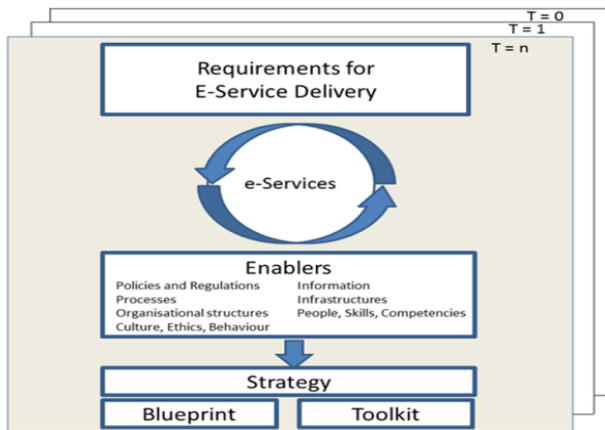 T = 0
T = 1
T = n
Requirements for
E-Service Delivery
e-Services
Enablers
Policies and Regulations
Processes
Organisational structures
Culture, Ethics, Behaviour
Information
Infrastructures
People, Skills, Competencies
Strategy
Blueprint
Toolkit